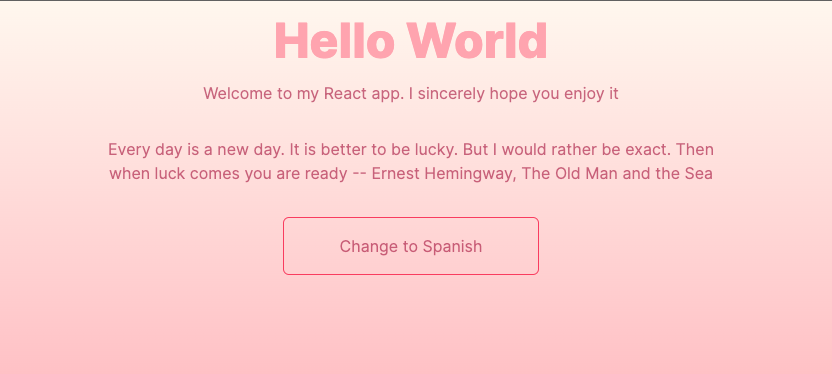 Hello World
Welcome to my React app. I sincerely hope you enjoy it
Every day is a new day. It is better to be lucky. But I would rather be exact. Then
when luck comes you are ready -- Ernest Hemingway, The Old Man and the Sea
Change to Spanish